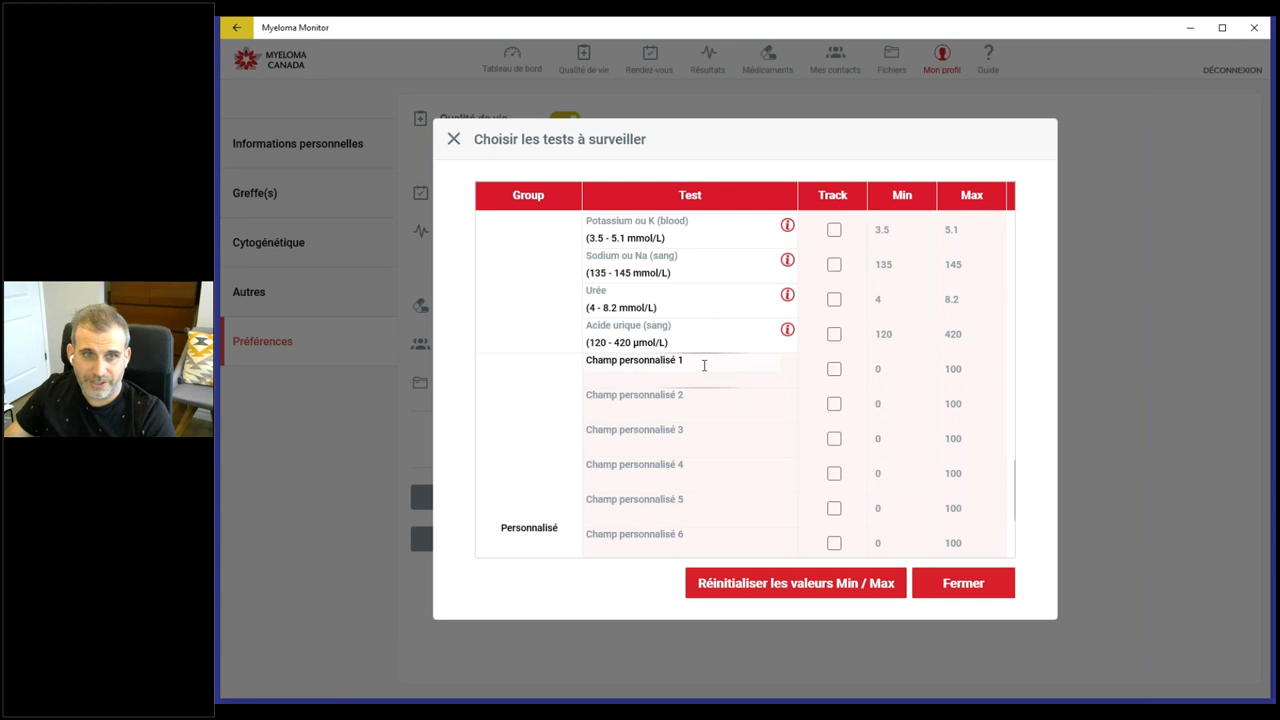 Myeloma Monitor
MYELOMA
CANADA
Tableau de bord
Qualité de vie
Rendez-vous
Résultats
Médicaments
Mes contacts
Fichiers
Mon profil
Guide
DÉCONNEXION
Informations personnelles
Greffe(s)
Cytogénétique
Autres
Préférences
Qualité de vie
Choisir les tests à surveiller
Group Test Track Min Max
Potassium ou K (blood)
(3.5 - 5.1 mmol/L)
3.5 5.1
Sodium ou Na (sang)
(135 - 145 mmol/L)
135 145
Urée
(4 - 8.2 mmol/L)
4 8.2
Acide urique (sang)
(120 - 420 µmol/L)
120 420
Champ personnalisé 1
0 100
Champ personnalisé 2
0 100
Champ personnalisé 3
0 100
Champ personnalisé 4
0 100
Champ personnalisé 5
0 100
Personnalisé
Champ personnalisé 6
0 100
Réinitialiser les valeurs Min / Max
Fermer